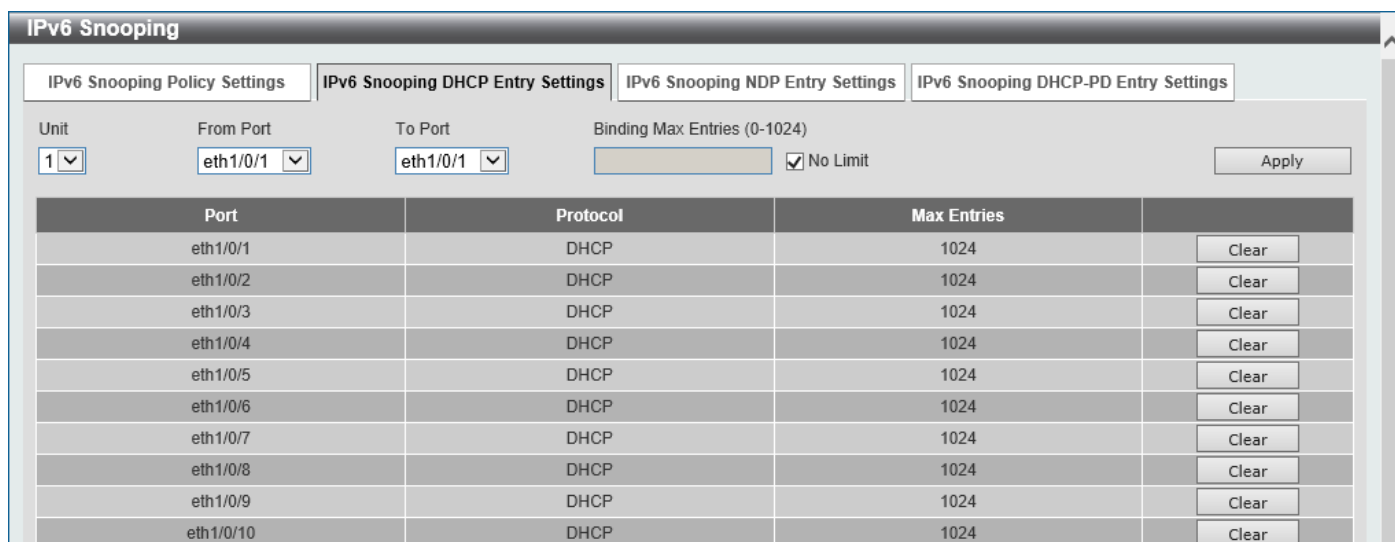 IPv6 Snooping
IPv6 Snooping Policy Settings IPv6 Snooping DHCP Entry Settings IPv6 Snooping NDP Entry Settings IPv6 Snooping DHCP-PD Entry Settings
Unit From Port To Port Binding Max Entries (0-1024)
1 eth1/0/1 eth1/0/1 No Limit Apply
Port Protocol Max Entries
eth1/0/1 DHCP 1024 Clear
eth1/0/2 DHCP 1024 Clear
eth1/0/3 DHCP 1024 Clear
eth1/0/4 DHCP 1024 Clear
eth1/0/5 DHCP 1024 Clear
eth1/0/6 DHCP 1024 Clear
eth1/0/7 DHCP 1024 Clear
eth1/0/8 DHCP 1024 Clear
eth1/0/9 DHCP 1024 Clear
eth1/0/10 DHCP 1024 Clear